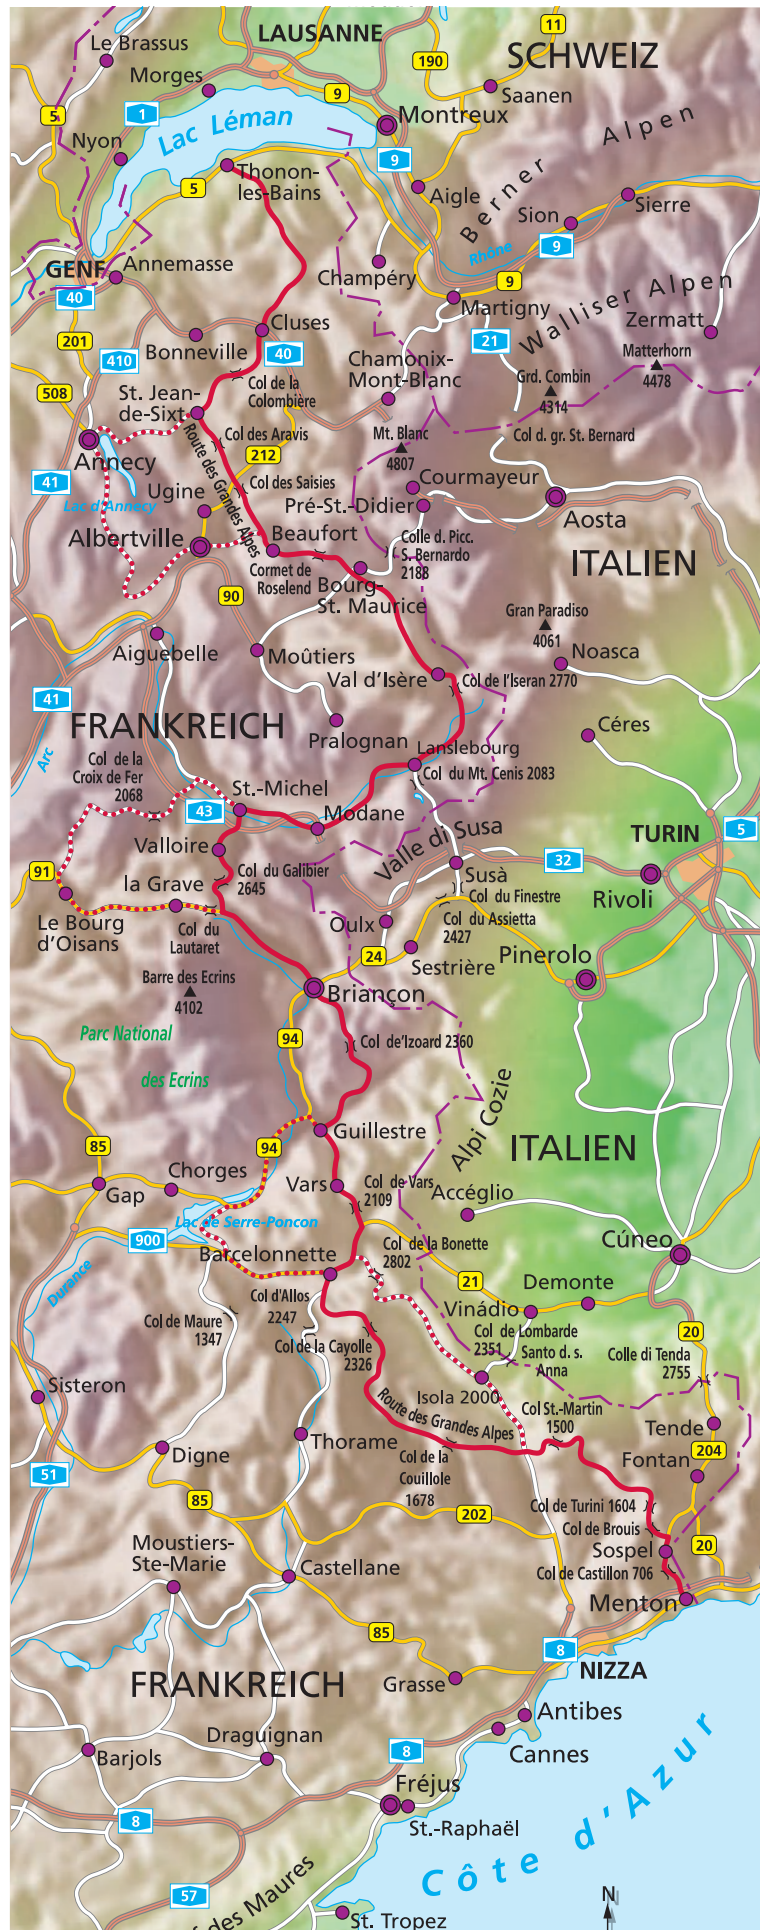 LAUSANNE
11
SCHWEIZ
Le Brassus
190
Morges
Saanen
9
5
1
Lac Léman
Montreux
Berner Alpen
Nyon
9
Thonon-
les-Bains
5
Aigle
Sion
Sierre
Rhône
9
GENF
Annemasse
Champéry
9
40
Martigny
Walliser Alpen
Zermatt
201
Cluses
21
410
Bonneville
40
Chamonix-
Mont-Blanc
Matterhorn
4478
Col de la
Colombière
Grd. Combin
4314
508
St. Jean-
de-Sixt
Col des Aravis
Mt. Blanc
4807
Col d. gr. St. Bernard
Annecy
212
Route des Grandes Alpes
41
Col des Saisies
Courmayeur
Lac d'Annecy
Ugine
Pré-St.-Didier
Aosta
Albertville
Beaufort
Colle d. Picc.
S. Bernardo
2188
ITALIEN
Cormet de
Roselend
Bourg-
St. Maurice
90
Gran Paradiso
4061
Aiguebelle
Moûtiers
Noasca
Val d'Isère
Col de l'Iseran 2770
41
FRANKREICH
Pralognan
Céres
Arc
Col de la
Croix de Fer
2068
Lanslebourg
Col du Mt. Cenis 2083
St.-Michel
43
Modane
Valle di Susa
TURIN
5
Valloire
32
91
la Grave
Col du Galibier
2645
Susà
Rivoli
Le Bourg
d'Oisans
Col du
Lautaret
Oulx
Col du Finestre
Col du Assietta
2427
24
Sestrière
Pinerolo
Barre des Ecrins
4102
Briançon
Parc National
des Ecrins
94
Col de'Izoard 2360
Alpi Cozie
Guillestre
ITALIEN
85
94
Chorges
Gap
Vars
Col de Vars
2109
Accéglio
Lac de Serre-Poncon
900
Cúneo
Barcelonnette
Col de la Bonette
2802
Durance
21
Demonte
Col d'Allos
2247
Vinádio
Col de Maure
1347
Col de la Cayolle
2326
Col de Lombarde
2351
Santo d. s.
Anna
20
Colle di Tenda
2755
Sisteron
Isola 2000
Route des Grandes Alpes
Col St.-Martin
1500
Tende
Digne
Thorame
204
Col de la
Couillole
1678
Fontan
51
85
202
Col de Turini 1604
Col de Brouis
20
Moustiers-
Ste-Marie
Sospel
Castellane
Col de Castillon 706
Menton
85
8
FRANKREICH
Grasse
NIZZA
Antibes
Draguignan
Cannes
Barjols
8
Fréjus
8
St.-Raphaël
Côte d'Azur
57
des Maures
N
St. Tropez